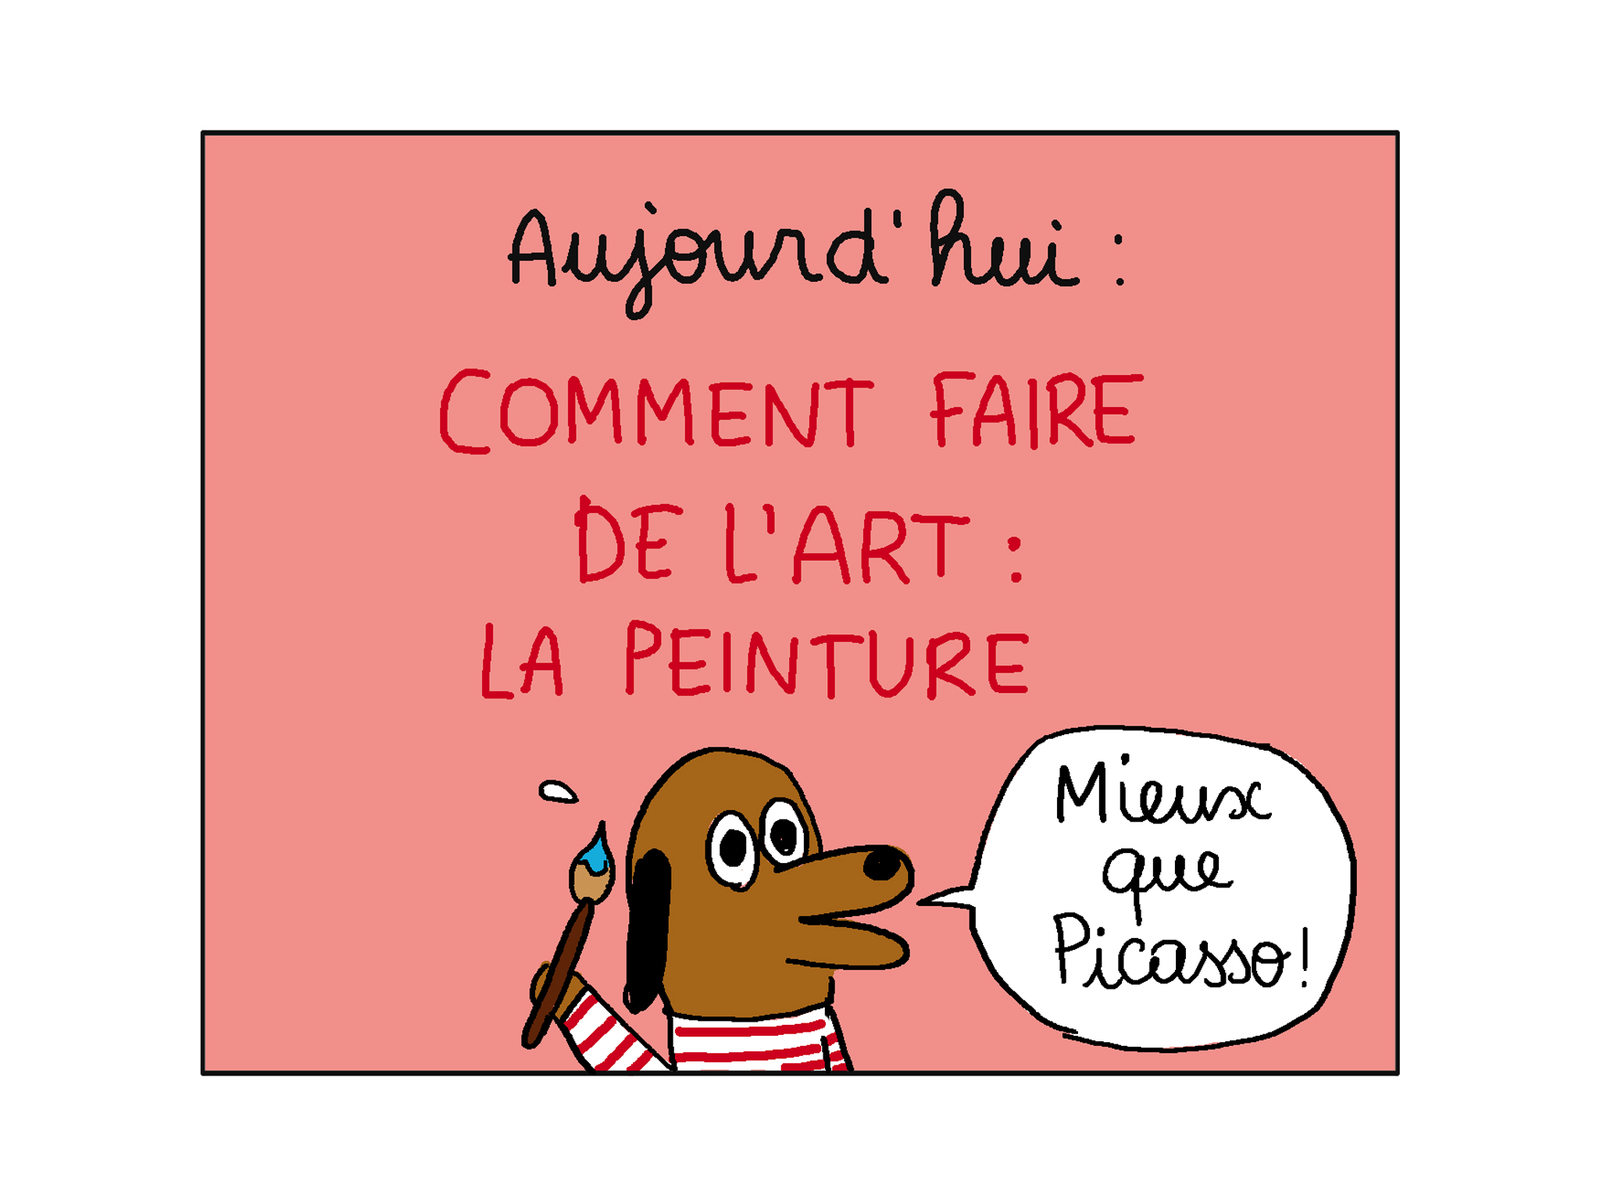 Aujourd'hui :
COMMENT FAIRE
DE L'ART :
LA PEINTURE
Mieux
que
Picasso!